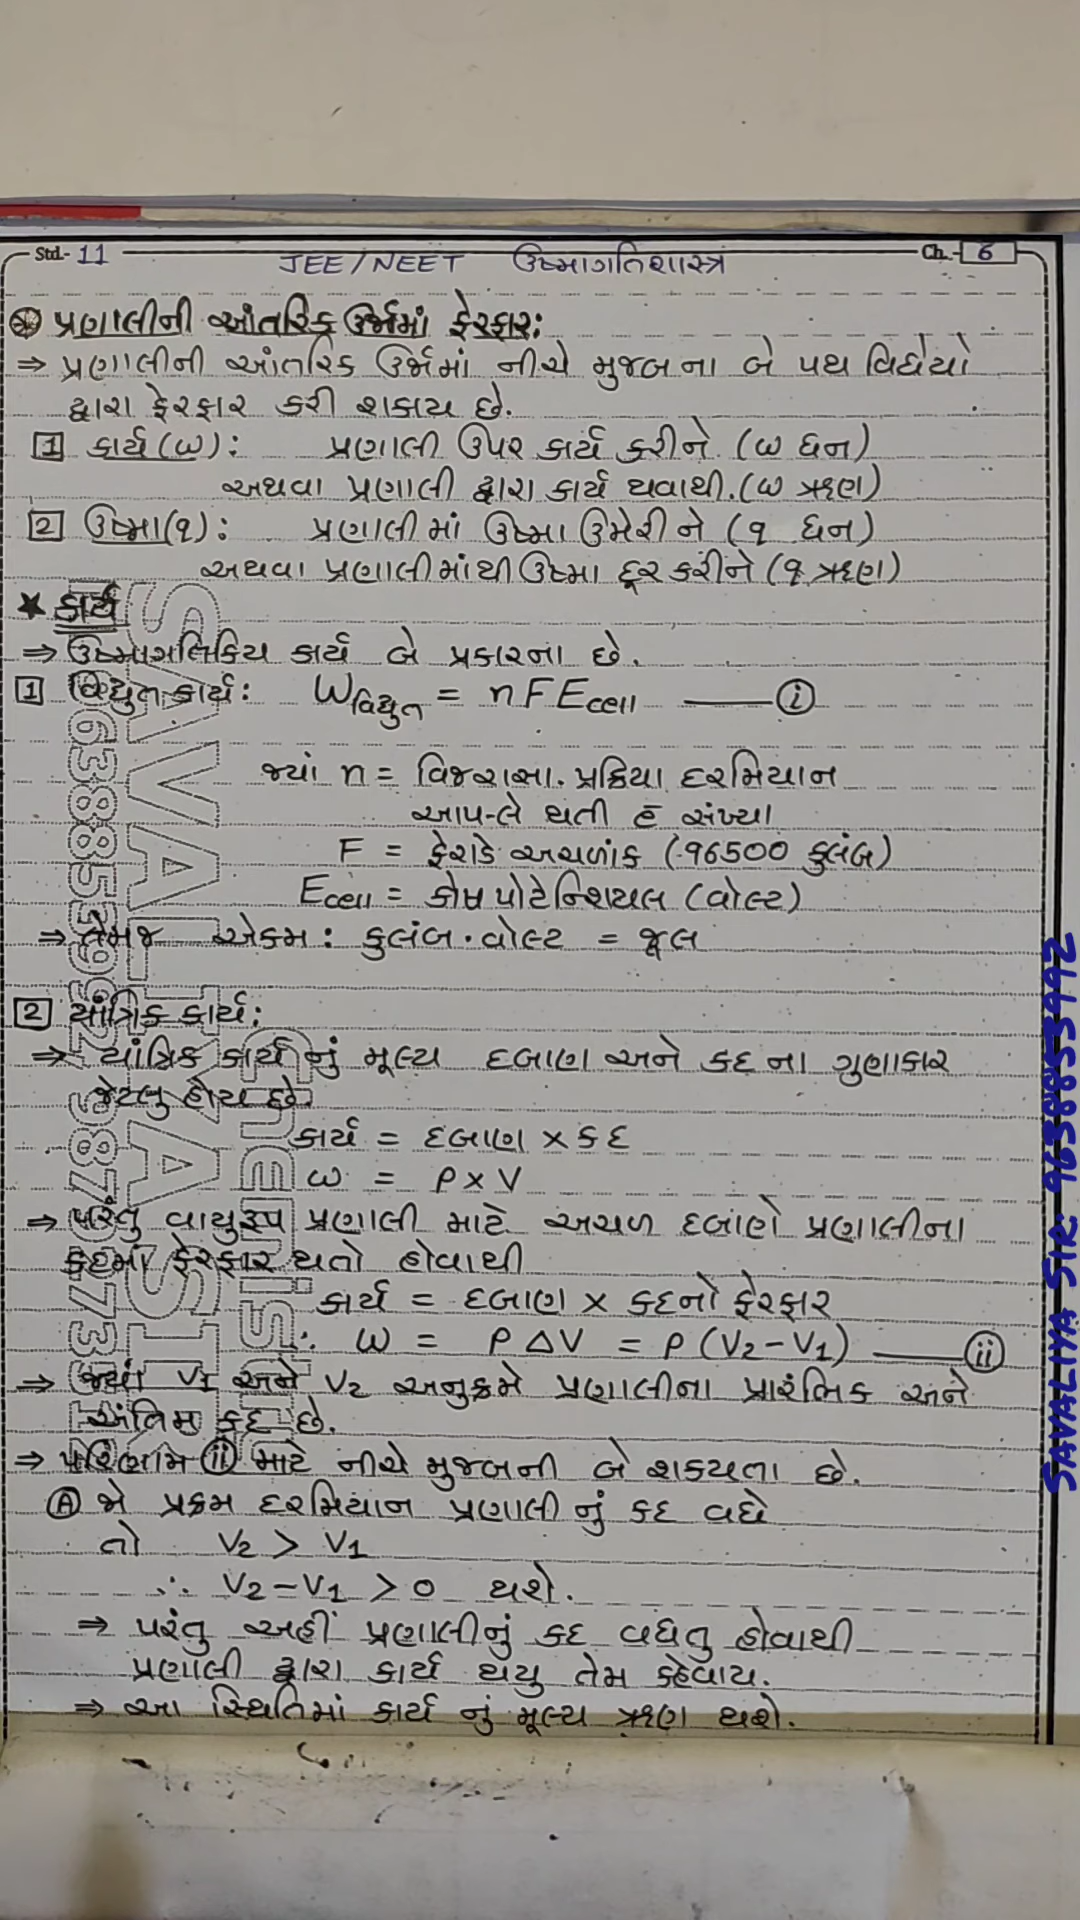 Std.- 11 JEE/NEET ઉષ્માગતિશાસ્ત્ર Ch.- 6
પ્રણાલીની આંતરિક ઉર્જામાં ફેરફાર:
⇒ પ્રણાલીની આંતરિક ઉર્જામાં નીચે મુજબ ના બે પથ વિધેયો
દ્વારા ફેરફાર કરી શકાય છે.
1 કાર્ય (W): પ્રણાલી ઉપર કાર્ય કરીને. (W ધન)
અથવા પ્રણાલી દ્વારા કાર્ય થવાથી. (W ઋણ)
2 ઉષ્મા (q): પ્રણાલી માં ઉષ્મા ઉમેરી ને (q ધન)
અથવા પ્રણાલીમાંથી ઉષ્મા દૂર કરીને (q ઋણ)
★ કાર્ય
⇒ ઉષ્માગતિકિય કાર્ય બે પ્રકારના છે.
1 વિદ્યુત કાર્ય: Wવિદ્યુત = nFEcell —— i
જ્યાં n = વિજરાસા. પ્રક્રિયા દરમિયાન
આપ-લે થતી ē સંખ્યા
F = ફેરાડે અચળાંક (96500 કુલંબ)
Ecell = કોષ પોટેન્શિયલ (વોલ્ટ)
⇒ તેમજ એકમ: કુલંબ · વોલ્ટ = જૂલ
2 યાંત્રિક કાર્ય:
⇒ યાંત્રિક કાર્ય નું મૂલ્ય દબાણ અને કદ ના ગુણાકાર
જેટલુ હોય છે.
કાર્ય = દબાણ × કદ
W = P × V
⇒ પરંતુ વાયુરૂપ પ્રણાલી માટે અચળ દબાણે પ્રણાલીના
કદમાં ફેરફાર થતો હોવાથી
કાર્ય = દબાણ × કદનો ફેરફાર
∴ W = P ΔV = P (V2-V1) —— ii
⇒ જ્યાં V1 અને V2 અનુક્રમે પ્રણાલીના પ્રારંભિક અને
અંતિમ કદ છે.
⇒ પરિણામ ii માટે નીચે મુજબની બે શક્યતા છે.
A જો પ્રક્રમ દરમિયાન પ્રણાલી નું કદ વધે
તો V2 > V1
∴ V2-V1 > 0 થશે.
⇒ પરંતુ અહીં પ્રણાલીનું કદ વધતુ હોવાથી
પ્રણાલી દ્વારા કાર્ય થયુ તેમ કહેવાય.
⇒ આ સ્થિતિમાં કાર્ય નું મૂલ્ય ઋણ થશે.
SAVALIYA SIR: 9638853992